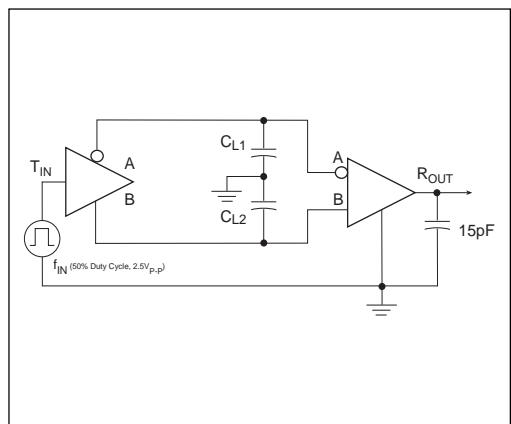 C_L1
A
T_IN
A
R_OUT
B
B
C_L2
15pF
f_IN (50% Duty Cycle, 2.5V_P-P)